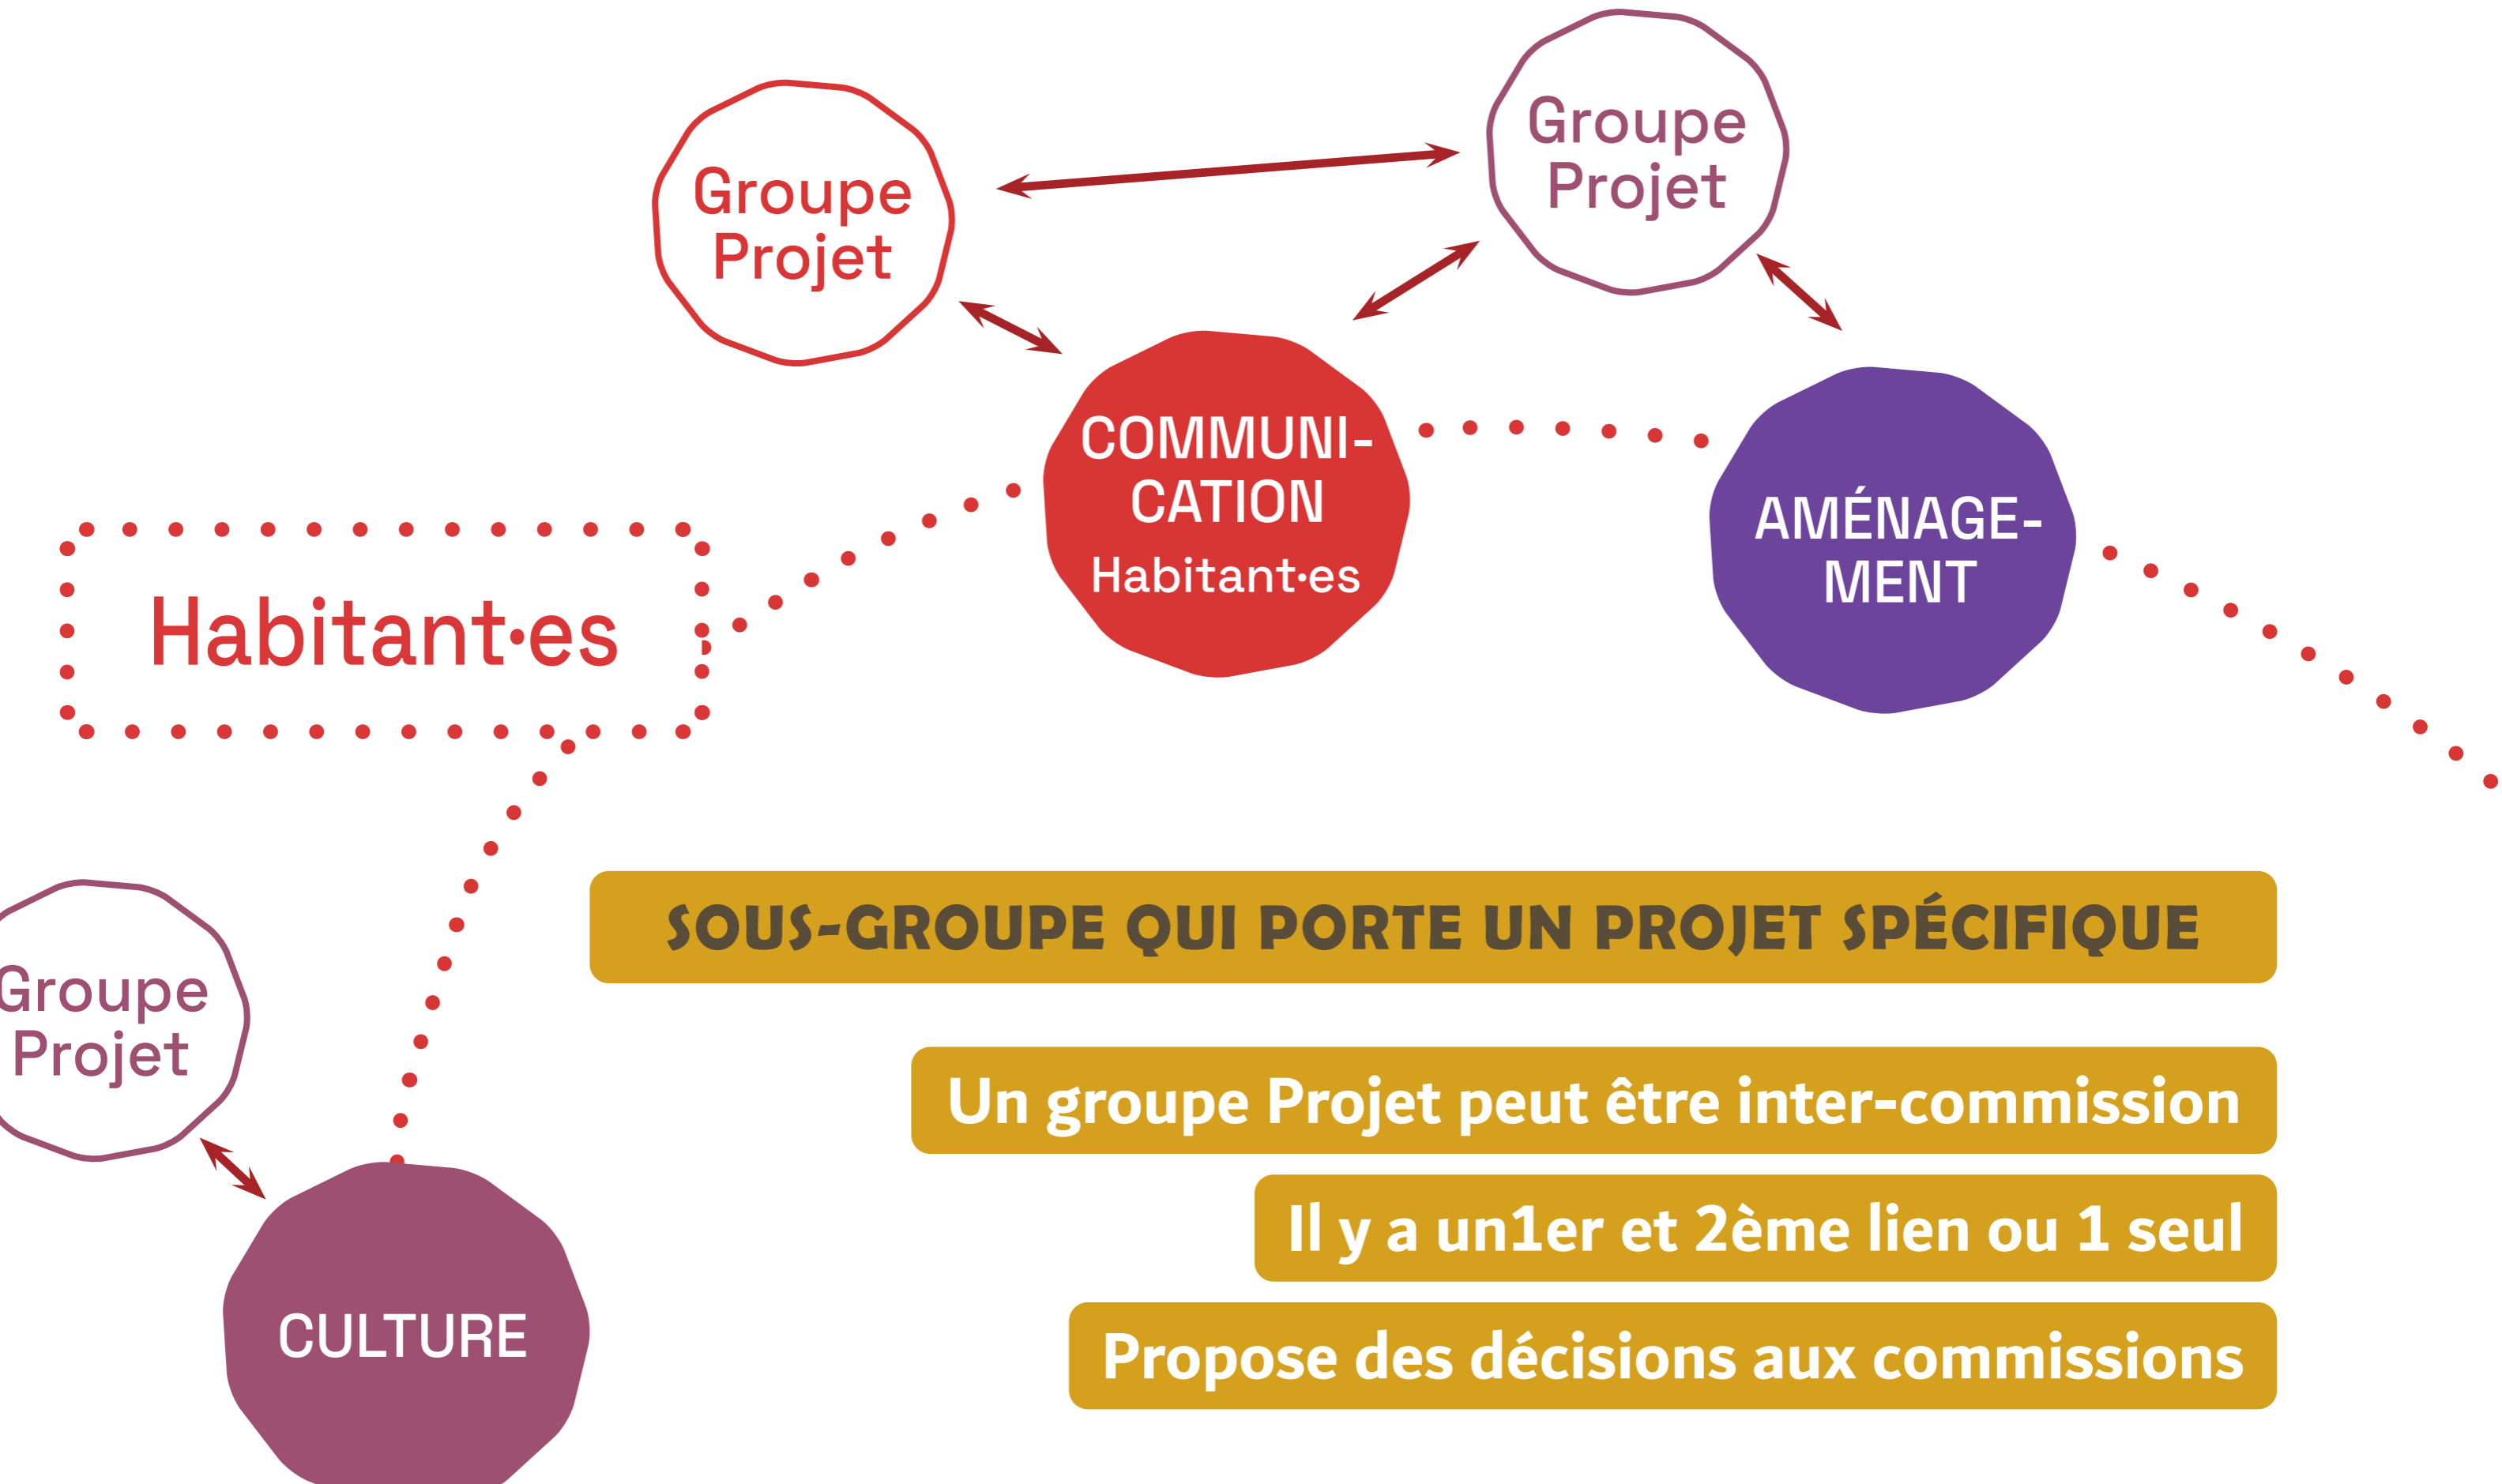 Groupe
Projet
Groupe
Projet
COMMUNI-
CATION
Habitant·es
AMÉNAGE-
MENT
Habitant·es
SOUS-GROUPE QUI PORTE UN PROJET SPÉCIFIQUE
Groupe
Projet
Un groupe Projet peut être inter-commission
Il y a un1er et 2ème lien ou 1 seul
Propose des décisions aux commissions
CULTURE